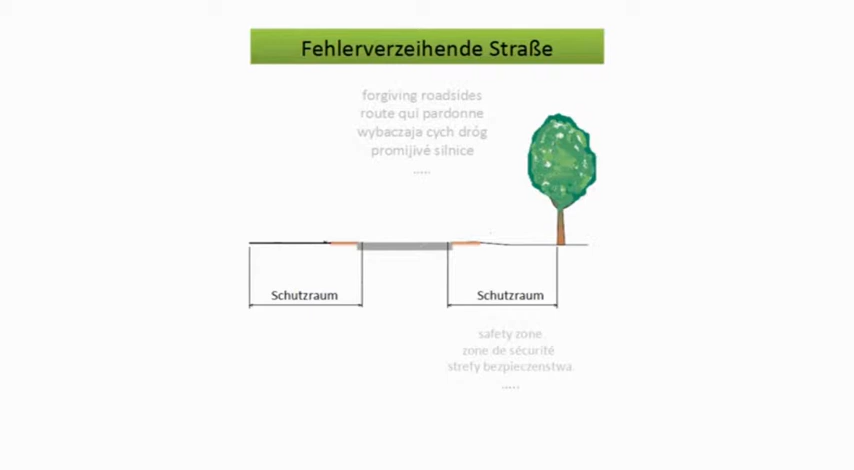 Fehlerverzeihende Straße
forgiving roadsides
route qui pardonne
wybaczaja cych dróg
promijivé silnice
.....
Schutzraum
Schutzraum
safety zone
zone de sécurité
strefy bezpieczenstwa
.....